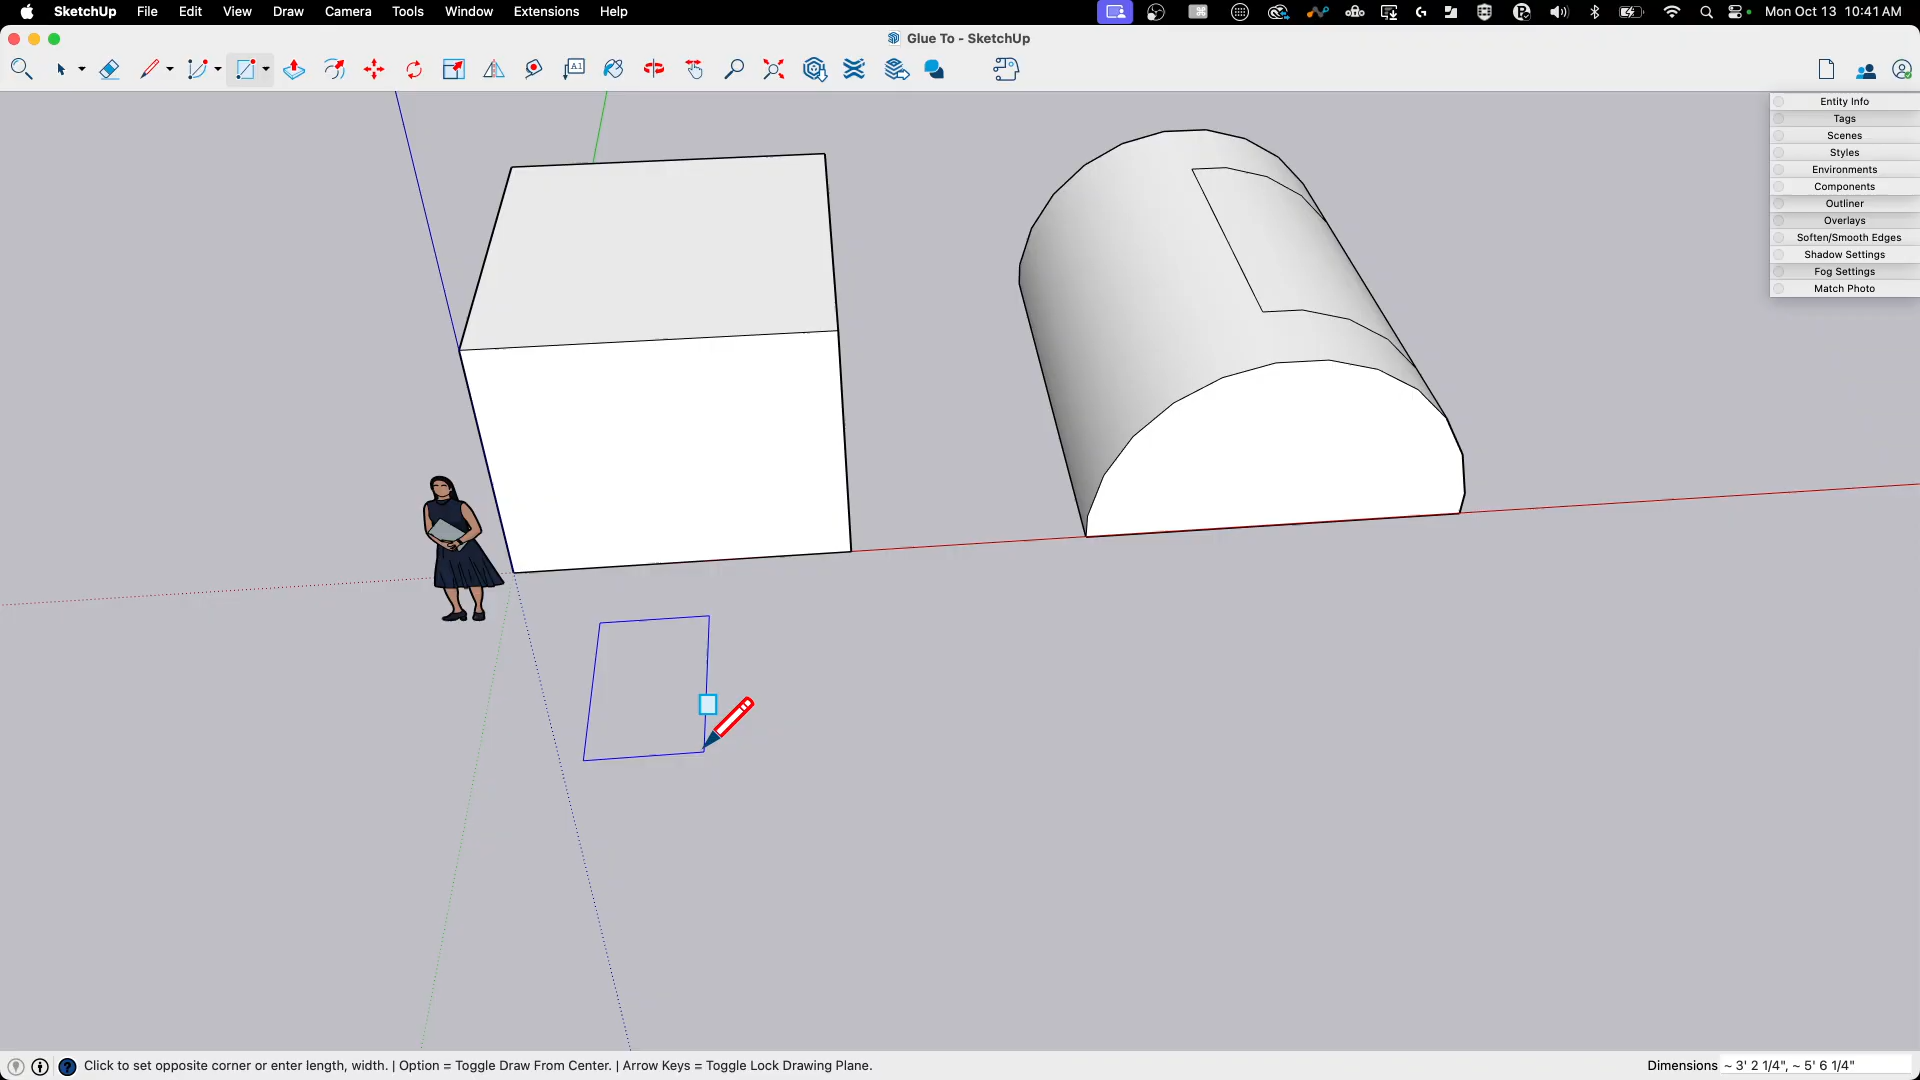 SketchUp File Edit View Draw Camera Tools Window Extensions Help Mon Oct 13 10:41 AM
Glue To - SketchUp
A1
Entity Info
Tags
Scenes
Styles
Environments
Components
Outliner
Overlays
Soften/Smooth Edges
Shadow Settings
Fog Settings
Match Photo
Click to set opposite corner or enter length, width. | Option = Toggle Draw From Center. | Arrow Keys = Toggle Lock Drawing Plane. Dimensions ~ 3' 2 1/4", ~ 5' 6 1/4"